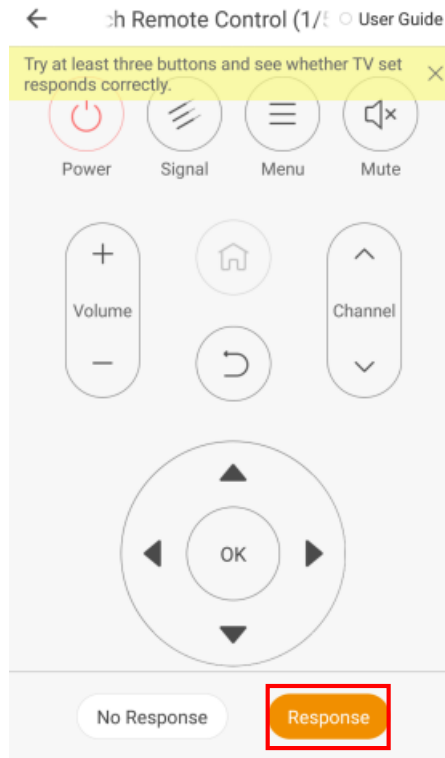 ch Remote Control (1/5 User Guide
Try at least three buttons and see whether TV set
responds correctly.
Power Signal Menu Mute
+
Volume Channel
−
OK
No Response Response